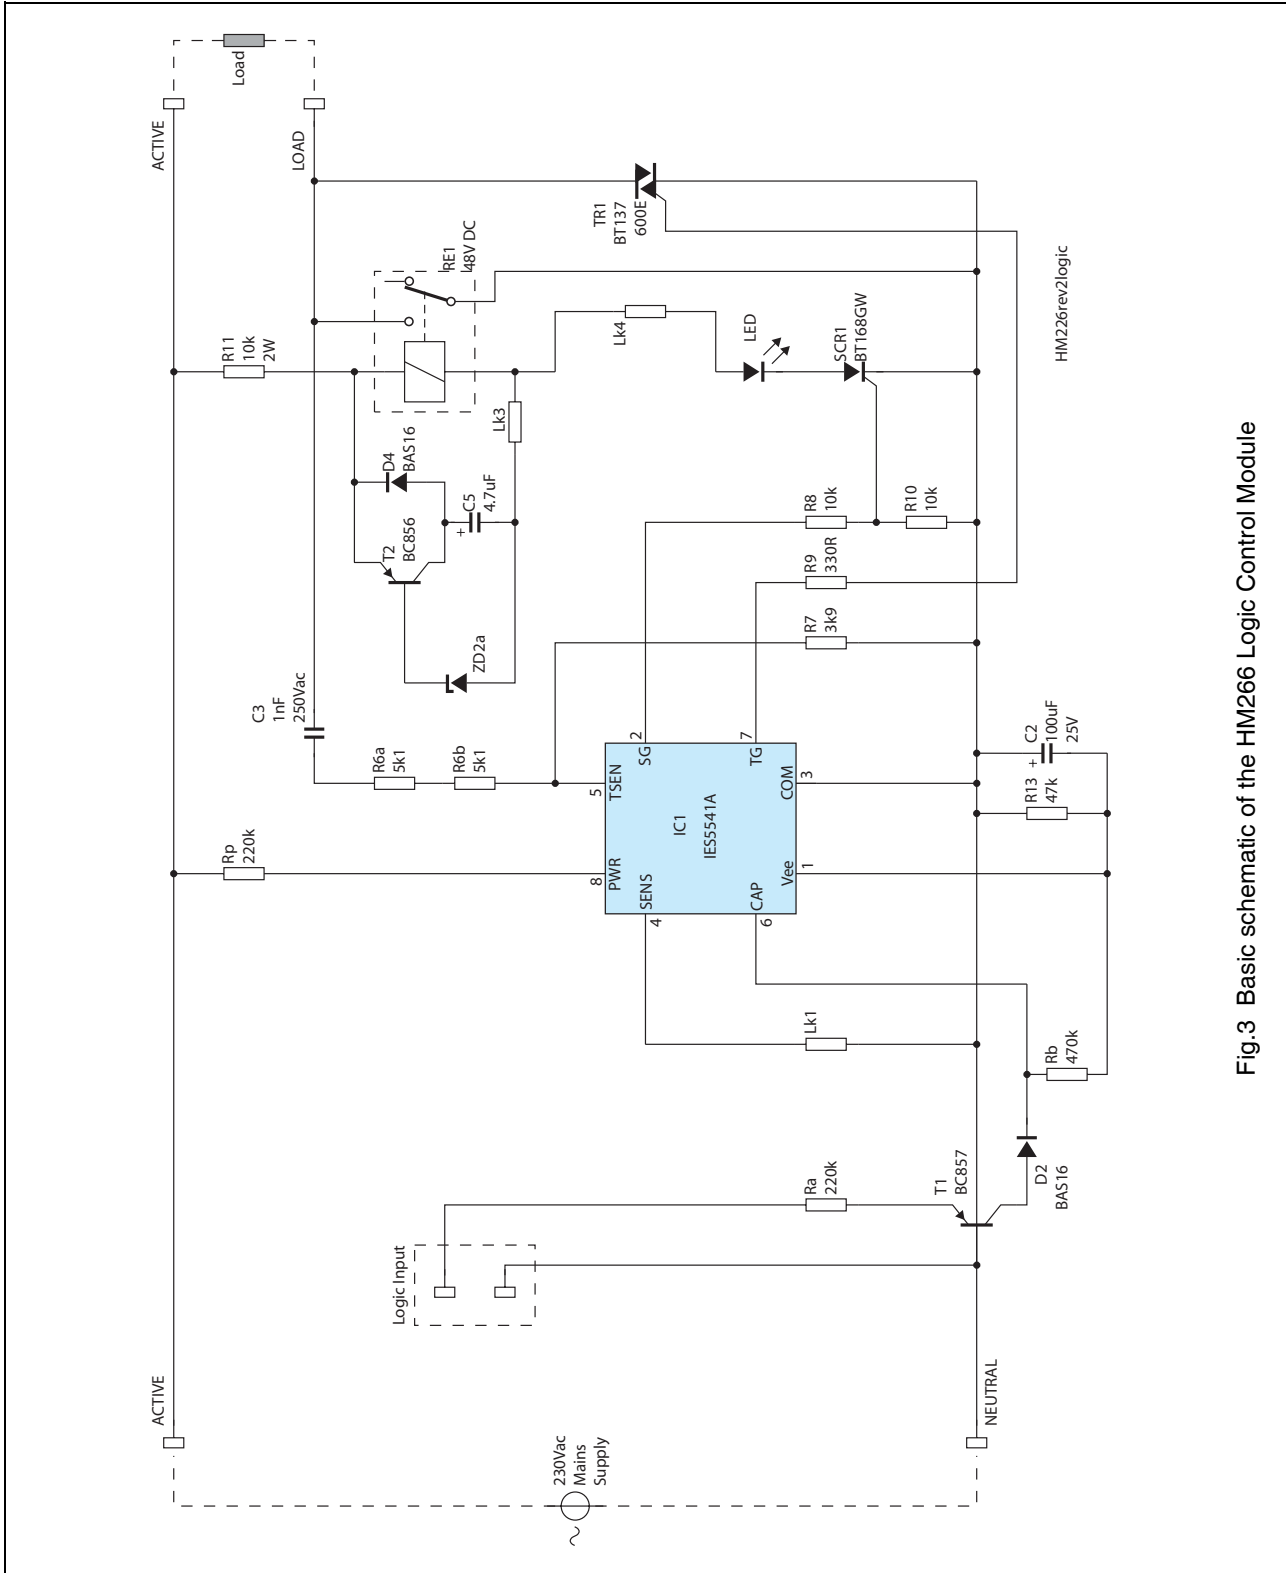 ACTIVE
ACTIVE
Load
LOAD
230Vac
Mains
Supply
~
NEUTRAL
Logic Input
Ra
220k
T1
BC857
D2
BAS16
Rb
470k
Lk1
Rp
220k
IC1
IES5541A
8
PWR
4
SENS
6
CAP
1
Vee
5
TSEN
2
SG
7
TG
3
COM
C3
1nF
250Vac
R6a
5k1
R6b
5k1
R13
47k
C2
100uF
25V
+
R7
3k9
R9
330R
R8
10k
R10
10k
ZD2a
T2
BC856
D4
BAS16
C5
4.7uF
+
Lk3
R11
10k
2W
RE1
48V DC
Lk4
LED
SCR1
BT168GW
TR1
BT137
600E
HM226rev2logic
Fig.3 Basic schematic of the HM266 Logic Control Module